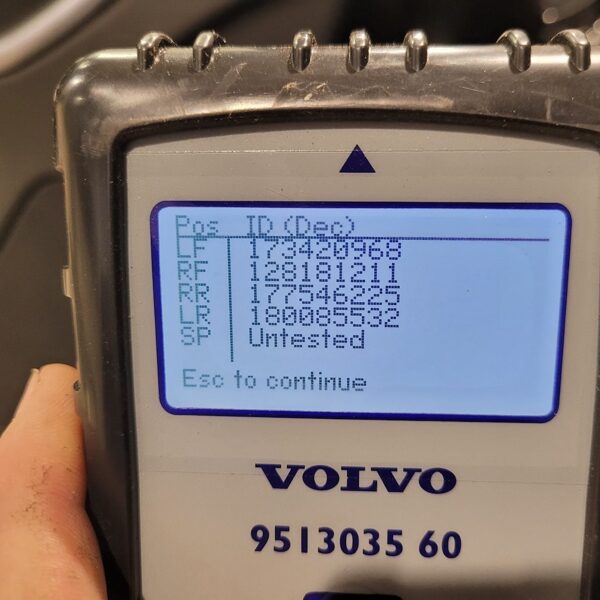 Pos ID (Dec)
LF 173420968
RF 128181211
RR 177546225
LR 180085532
SP Untested
Esc to continue
VOLVO
9513035 60